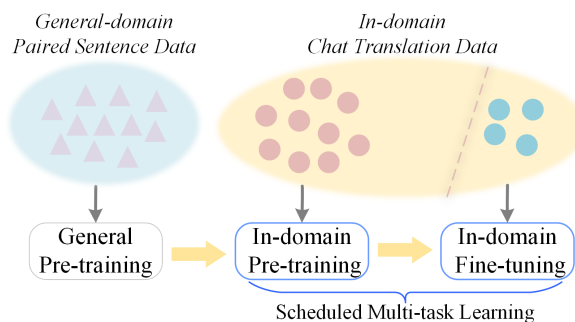 General-domain
Paired Sentence Data
In-domain
Chat Translation Data
General
Pre-training
In-domain
Pre-training
In-domain
Fine-tuning
Scheduled Multi-task Learning